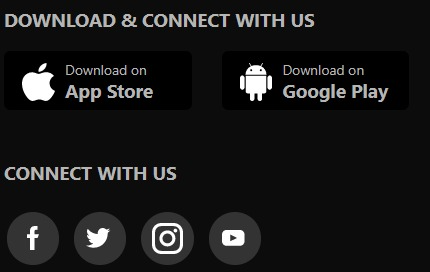 DOWNLOAD & CONNECT WITH US
Download on
App Store
Download on
Google Play
CONNECT WITH US